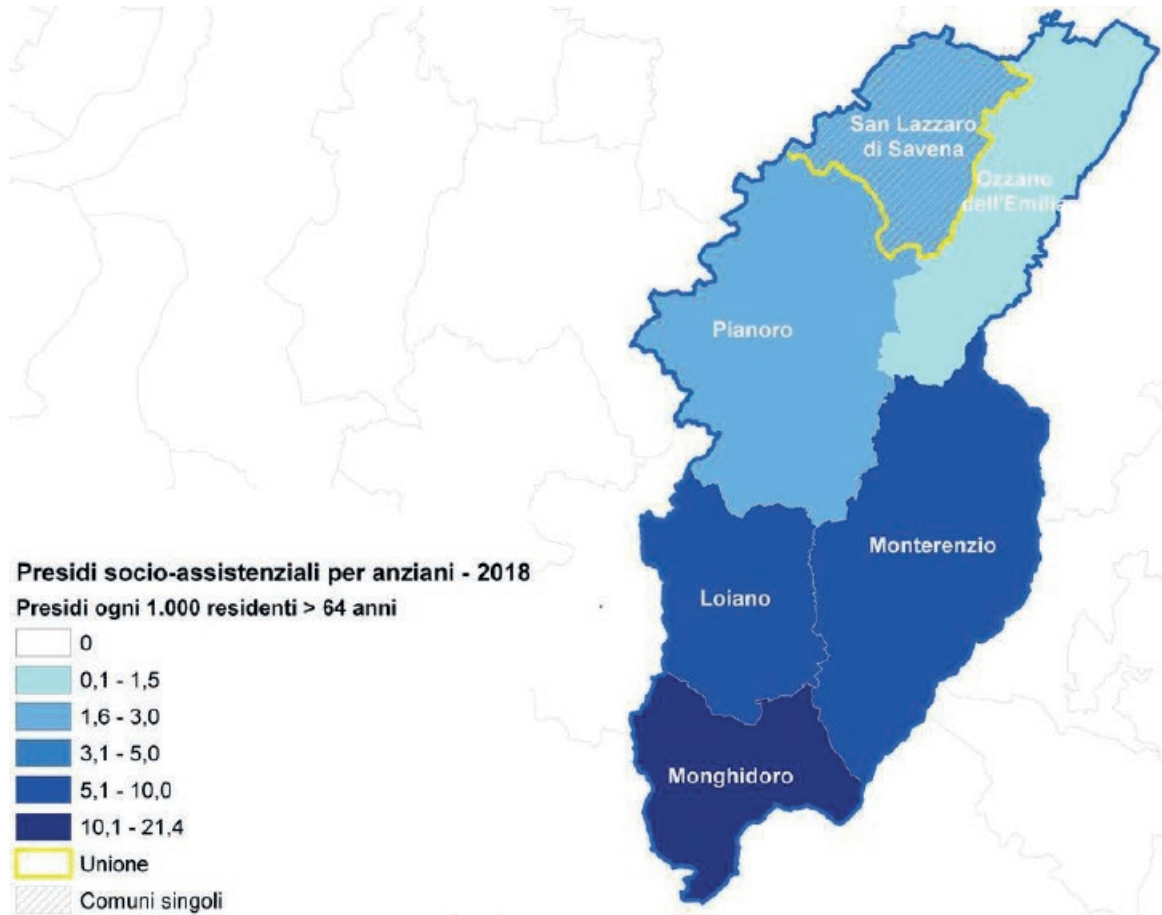 San Lazzaro
di Savena
Ozzano
dell'Emilia
Pianoro
Monterenzio
Loiano
Monghidoro
Presidi socio-assistenziali per anziani - 2018
Presidi ogni 1.000 residenti > 64 anni
0
0,1 - 1,5
1,6 - 3,0
3,1 - 5,0
5,1 - 10,0
10,1 - 21,4
Unione
Comuni singoli